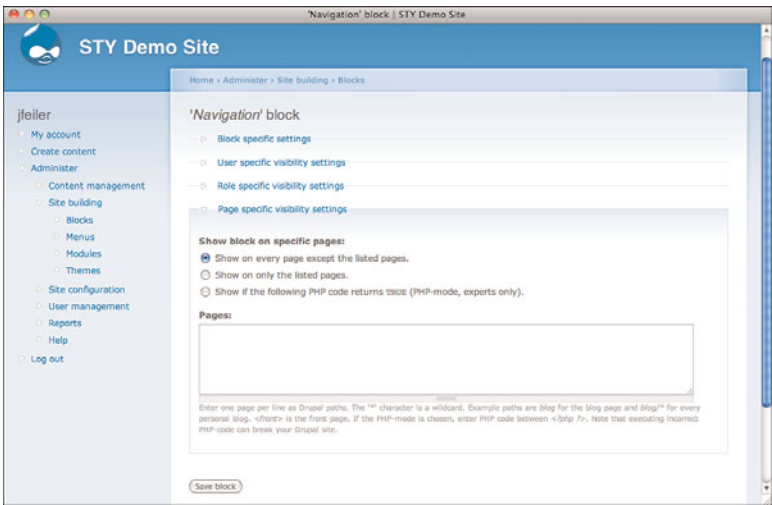 'Navigation' block | STY Demo Site
STY Demo Site
Home › Administer › Site building › Blocks
jfeiler
My account
Create content
Administer
Content management
Site building
Blocks
Menus
Modules
Themes
Site configuration
User management
Reports
Help
Log out
'Navigation' block
Block specific settings
User specific visibility settings
Role specific visibility settings
Page specific visibility settings
Show block on specific pages:
Show on every page except the listed pages.
Show on only the listed pages.
Show if the following PHP code returns TRUE (PHP-mode, experts only).
Pages:
Enter one page per line as Drupal paths. The '*' character is a wildcard. Example paths are blog for the blog page and blog/* for every
personal blog. <front> is the front page. If the PHP-mode is chosen, enter PHP code between <?php ?>. Note that executing incorrect
PHP-code can break your Drupal site.
Save block